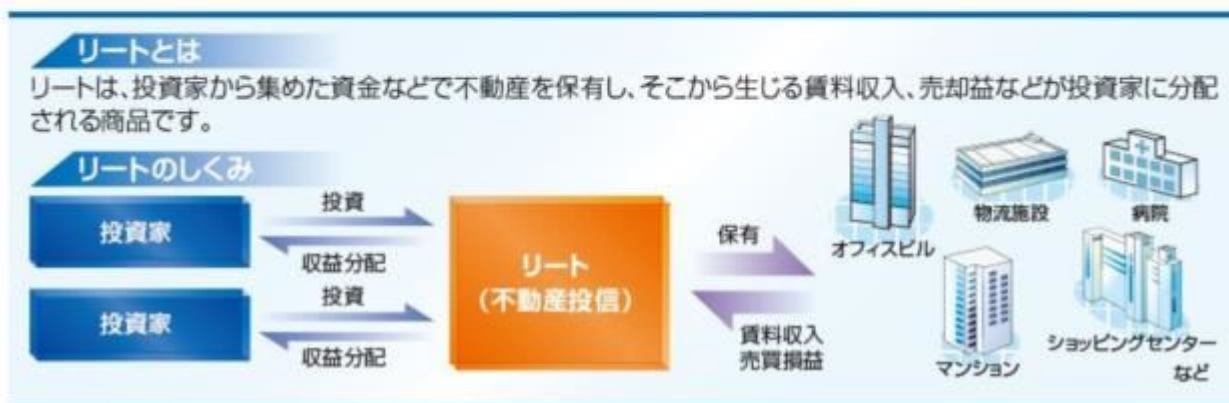 リートとは
リートは、投資家から集めた資金などで不動産を保有し、そこから生じる賃料収入、売却益などが投資家に分配
される商品です。
リートのしくみ
投資家
投資
収益分配
投資家
投資
収益分配
リート
(不動産投信)
保有
賃料収入
売買損益
オフィスビル
物流施設
病院
マンション
ショッピングセンター
など